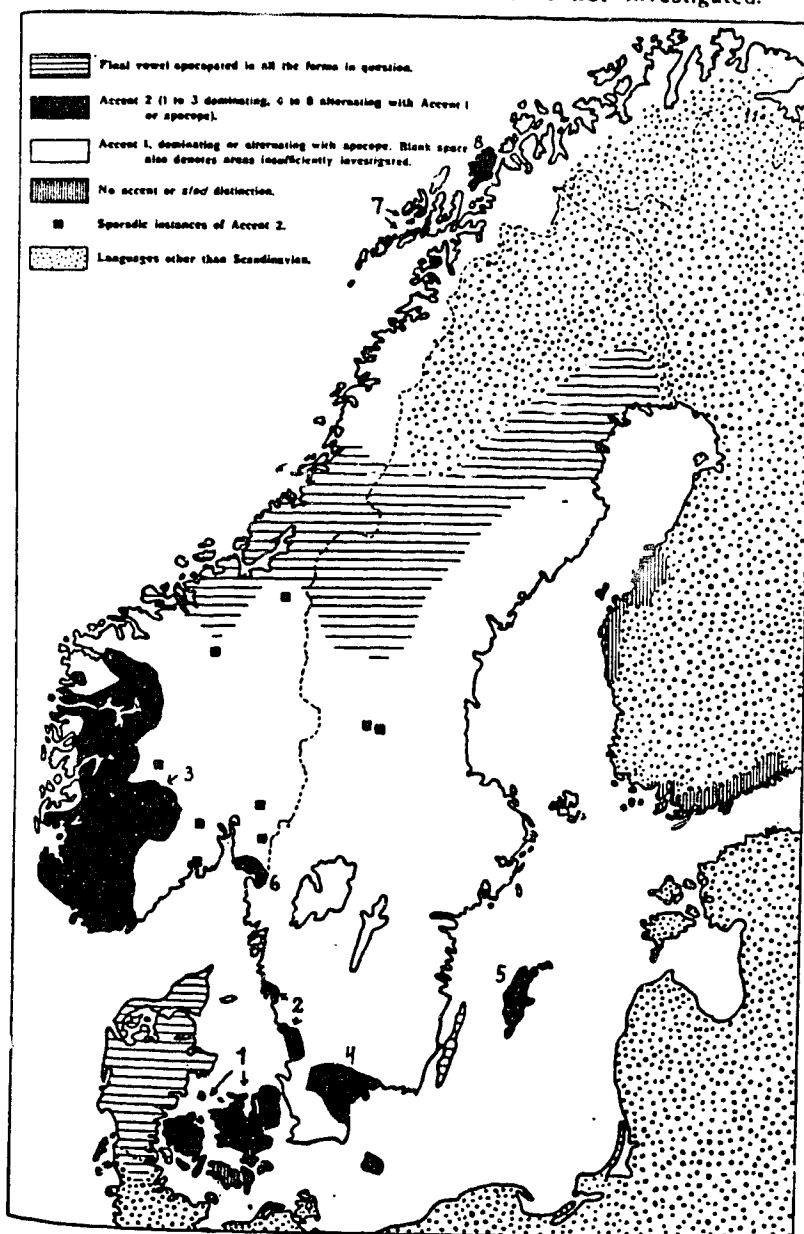 investigated.
Final vowel apocopated in all the forms in question.
Accent 2 (1 to 3 dominating, 4 to 8 alternating with Accent 1
or apocope).
Accent 1, dominating or alternating with apocope. Blank space
also denotes areas insufficiently investigated.
No accent or stød distinction.
Sporadic instances of Accent 2.
Languages other than Scandinavian.
8
7
3
6
5
2
4
1